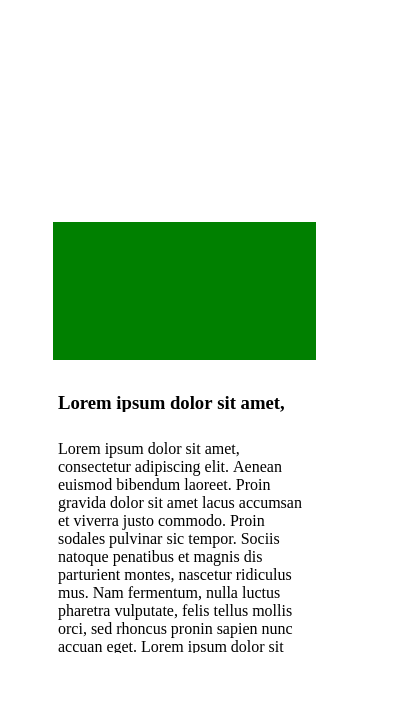 Lorem ipsum dolor sit amet,
Lorem ipsum dolor sit amet,
consectetur adipiscing elit. Aenean
euismod bibendum laoreet. Proin
gravida dolor sit amet lacus accumsan
et viverra justo commodo. Proin
sodales pulvinar sic tempor. Sociis
natoque penatibus et magnis dis
parturient montes, nascetur ridiculus
mus. Nam fermentum, nulla luctus
pharetra vulputate, felis tellus mollis
orci, sed rhoncus pronin sapien nunc
accuan eget. Lorem ipsum dolor sit